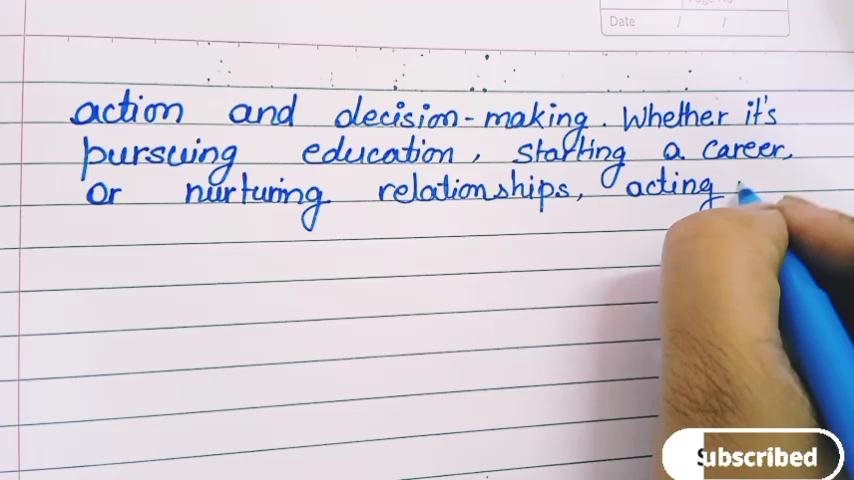 Date / /
action and decision-making. Whether it's
pursuing education, starting a career,
or nurturing relationships, acting
Subscribed